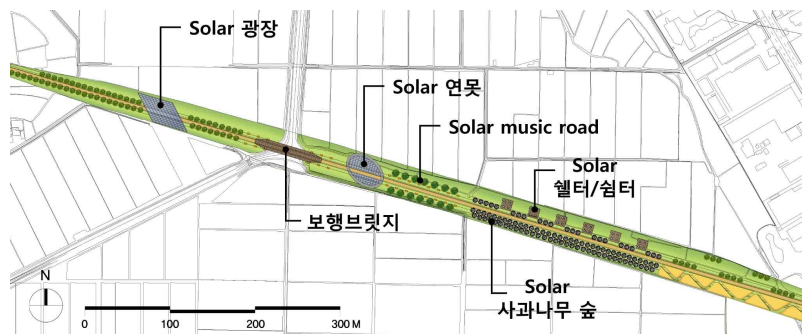 Solar 광장
Solar 연못
Solar music road
Solar
쉘터/쉼터
보행브릿지
Solar
사과나무 숲
N
0 100 200 300 M